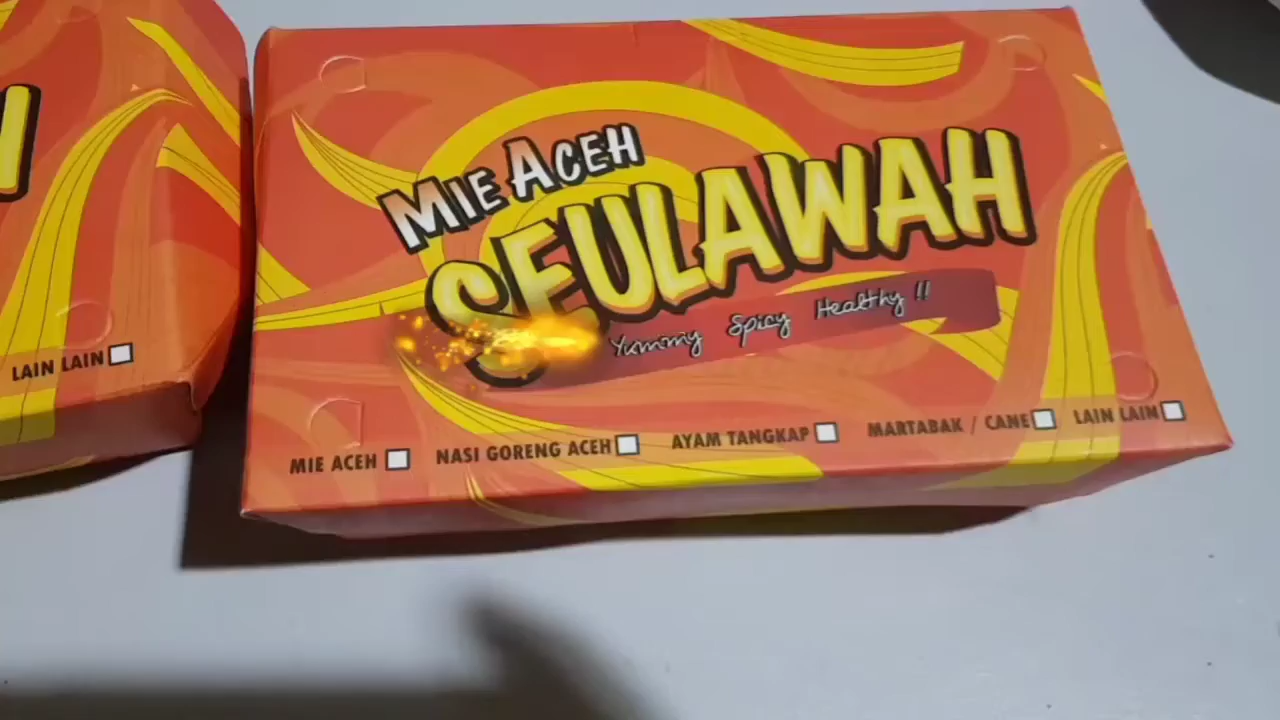 MIE ACEH
SEULAWAH
Yummy Spicy Healthy !!
MIE ACEH NASI GORENG ACEH AYAM TANGKAP MARTABAK / CANE LAIN LAIN
LAIN LAIN